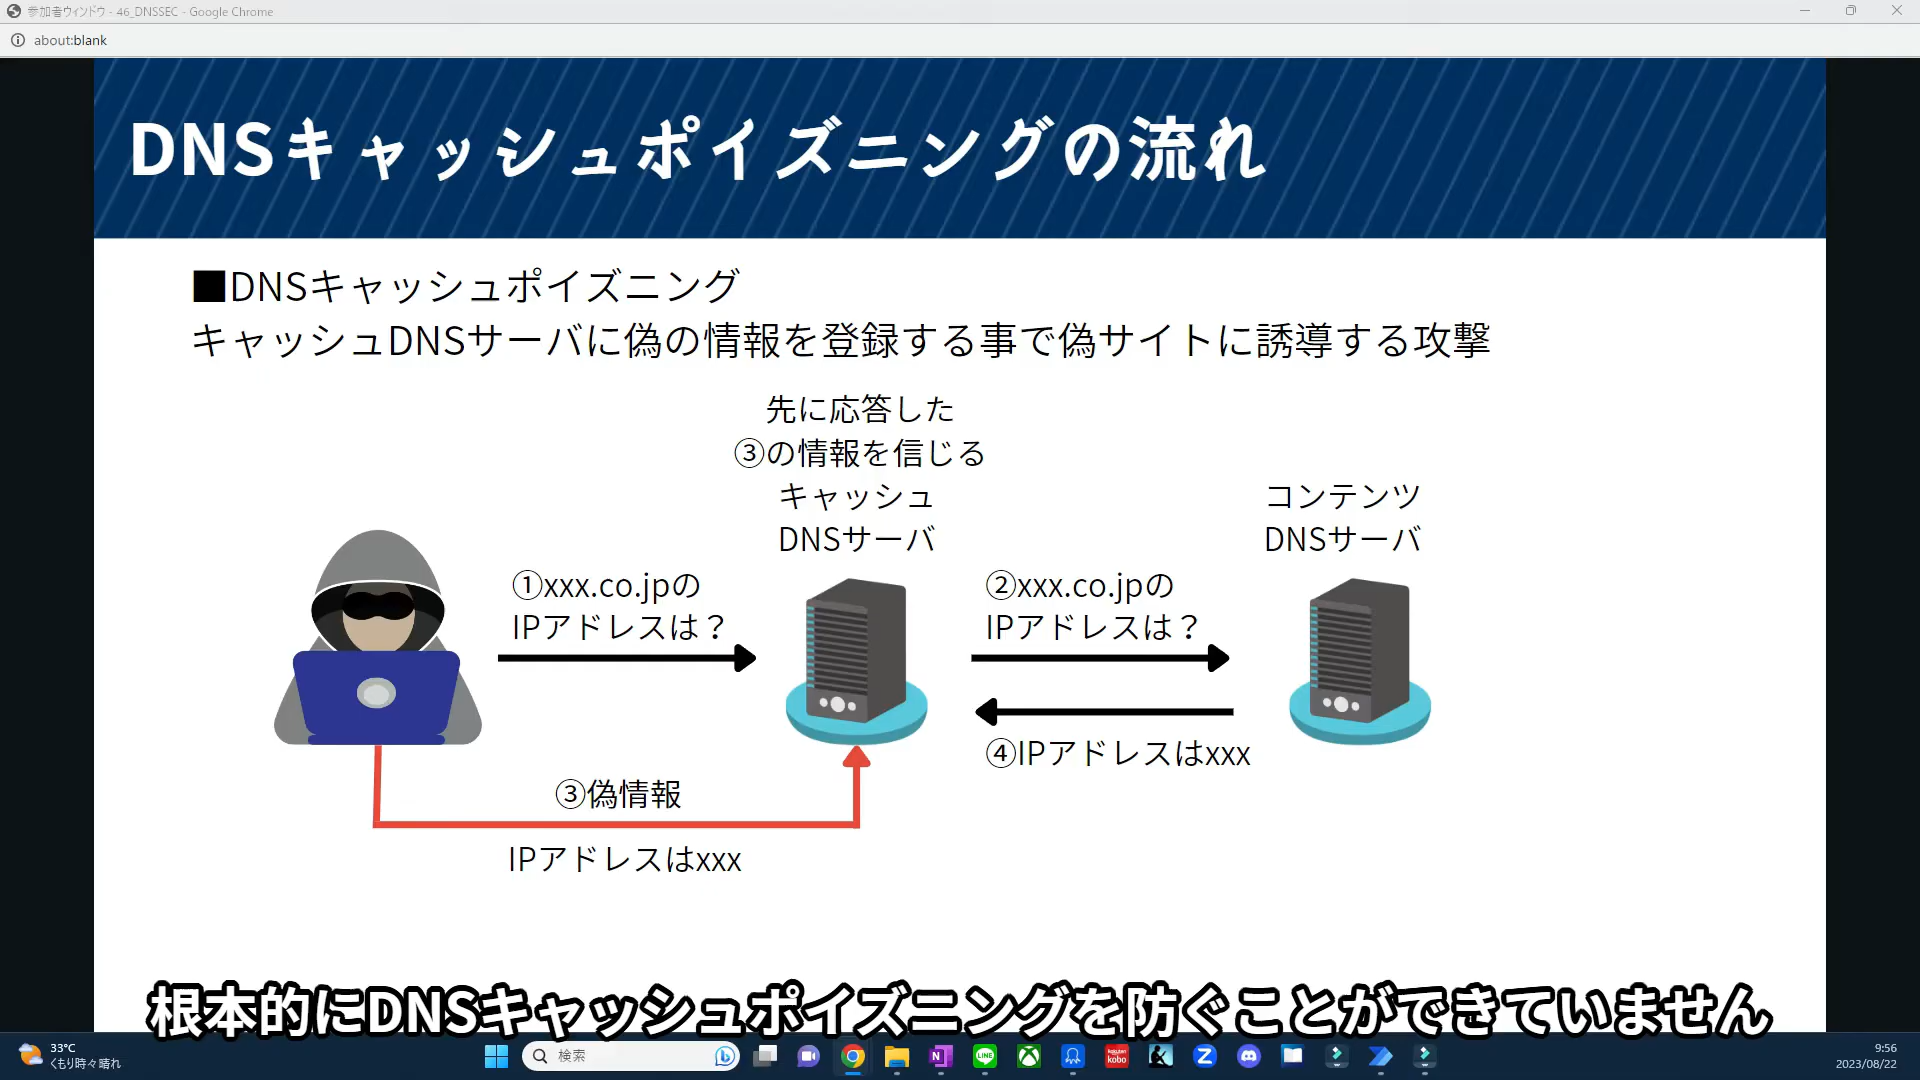 参加者ウィンドウ - 46_DNSSEC - Google Chrome
about:blank
DNSキャッシュポイズニングの流れ
■DNSキャッシュポイズニング
キャッシュDNSサーバに偽の情報を登録する事で偽サイトに誘導する攻撃
先に応答した
③の情報を信じる
キャッシュ
DNSサーバ
コンテンツ
DNSサーバ
①xxx.co.jpの
IPアドレスは？
②xxx.co.jpの
IPアドレスは？
④IPアドレスはxxx
③偽情報
IPアドレスはxxx
根本的にDNSキャッシュポイズニングを防ぐことができていません
33°C
くもり時々晴れ
検索
N
LINE
Rakuten
kobo
Z
9:56
2023/08/22